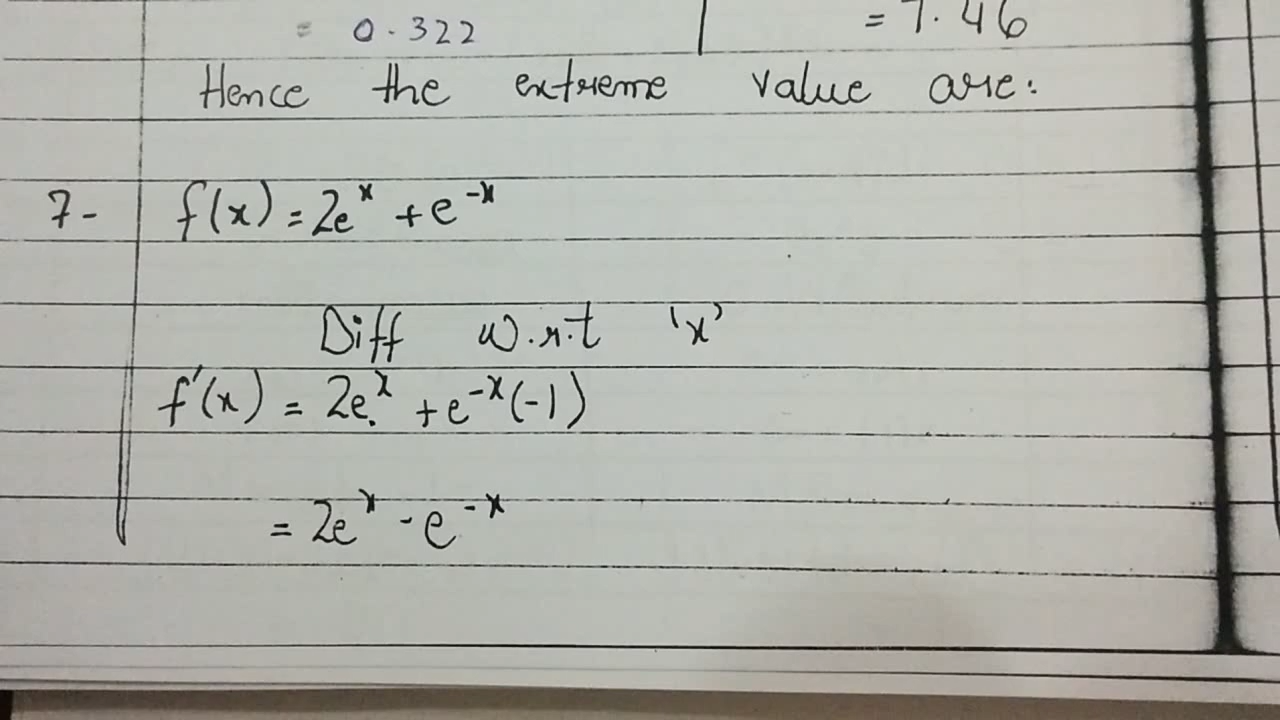 = 0.322 = 7.46
Hence the extreme value are:
7- f(x) = 2e^x + e^-x
Diff w.r.t 'x'
f'(x) = 2e^x + e^-x (-1)
= 2e^x - e^-x